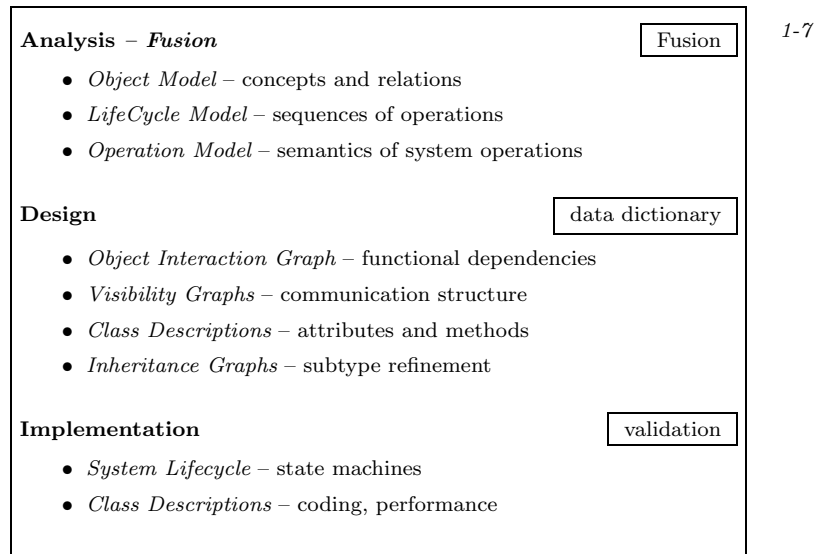 Analysis – Fusion Fusion 1-7
• Object Model – concepts and relations
• LifeCycle Model – sequences of operations
• Operation Model – semantics of system operations
Design data dictionary
• Object Interaction Graph – functional dependencies
• Visibility Graphs – communication structure
• Class Descriptions – attributes and methods
• Inheritance Graphs – subtype refinement
Implementation validation
• System Lifecycle – state machines
• Class Descriptions – coding, performance